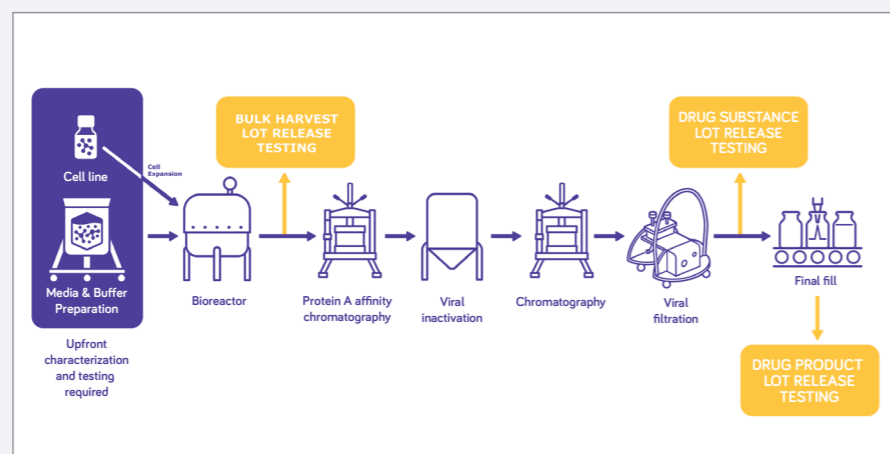 BULK HARVEST
LOT RELEASE
TESTING
DRUG SUBSTANCE
LOT RELEASE
TESTING
Cell line
Cell
Expansion
Media & Buffer
Preparation
Upfront
characterization
and testing
required
Bioreactor
Protein A affinity
chromatography
Viral
inactivation
Chromatography
Viral
filtration
Final fill
DRUG PRODUCT
LOT RELEASE
TESTING